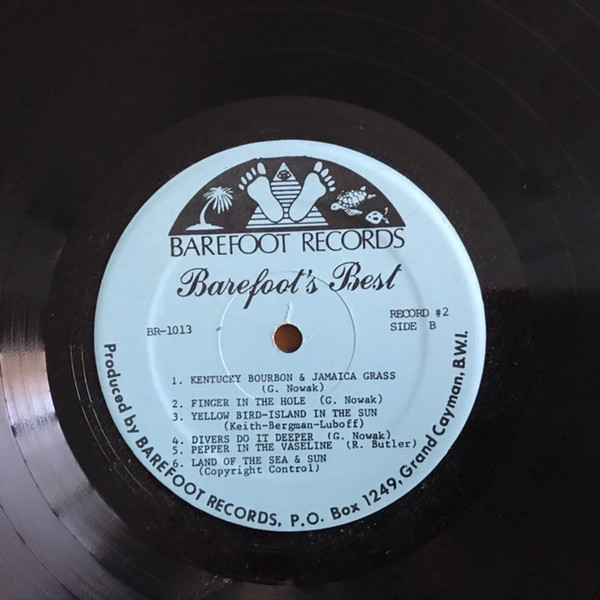 BAREFOOT RECORDS
Barefoot's Best
BR-1013
RECORD #2
SIDE B
1. KENTUCKY BOURBON & JAMAICA GRASS
(G. Nowak)
2. FINGER IN THE HOLE (G. Nowak)
3. YELLOW BIRD-ISLAND IN THE SUN
(Keith-Bergman-Luboff)
4. DIVERS DO IT DEEPER (G. Nowak)
5. PEPPER IN THE VASELINE (R. Butler)
6. LAND OF THE SEA & SUN
(Copyright Control)
Produced by BAREFOOT RECORDS, P.O. Box 1249, Grand Cayman, B.W.I.